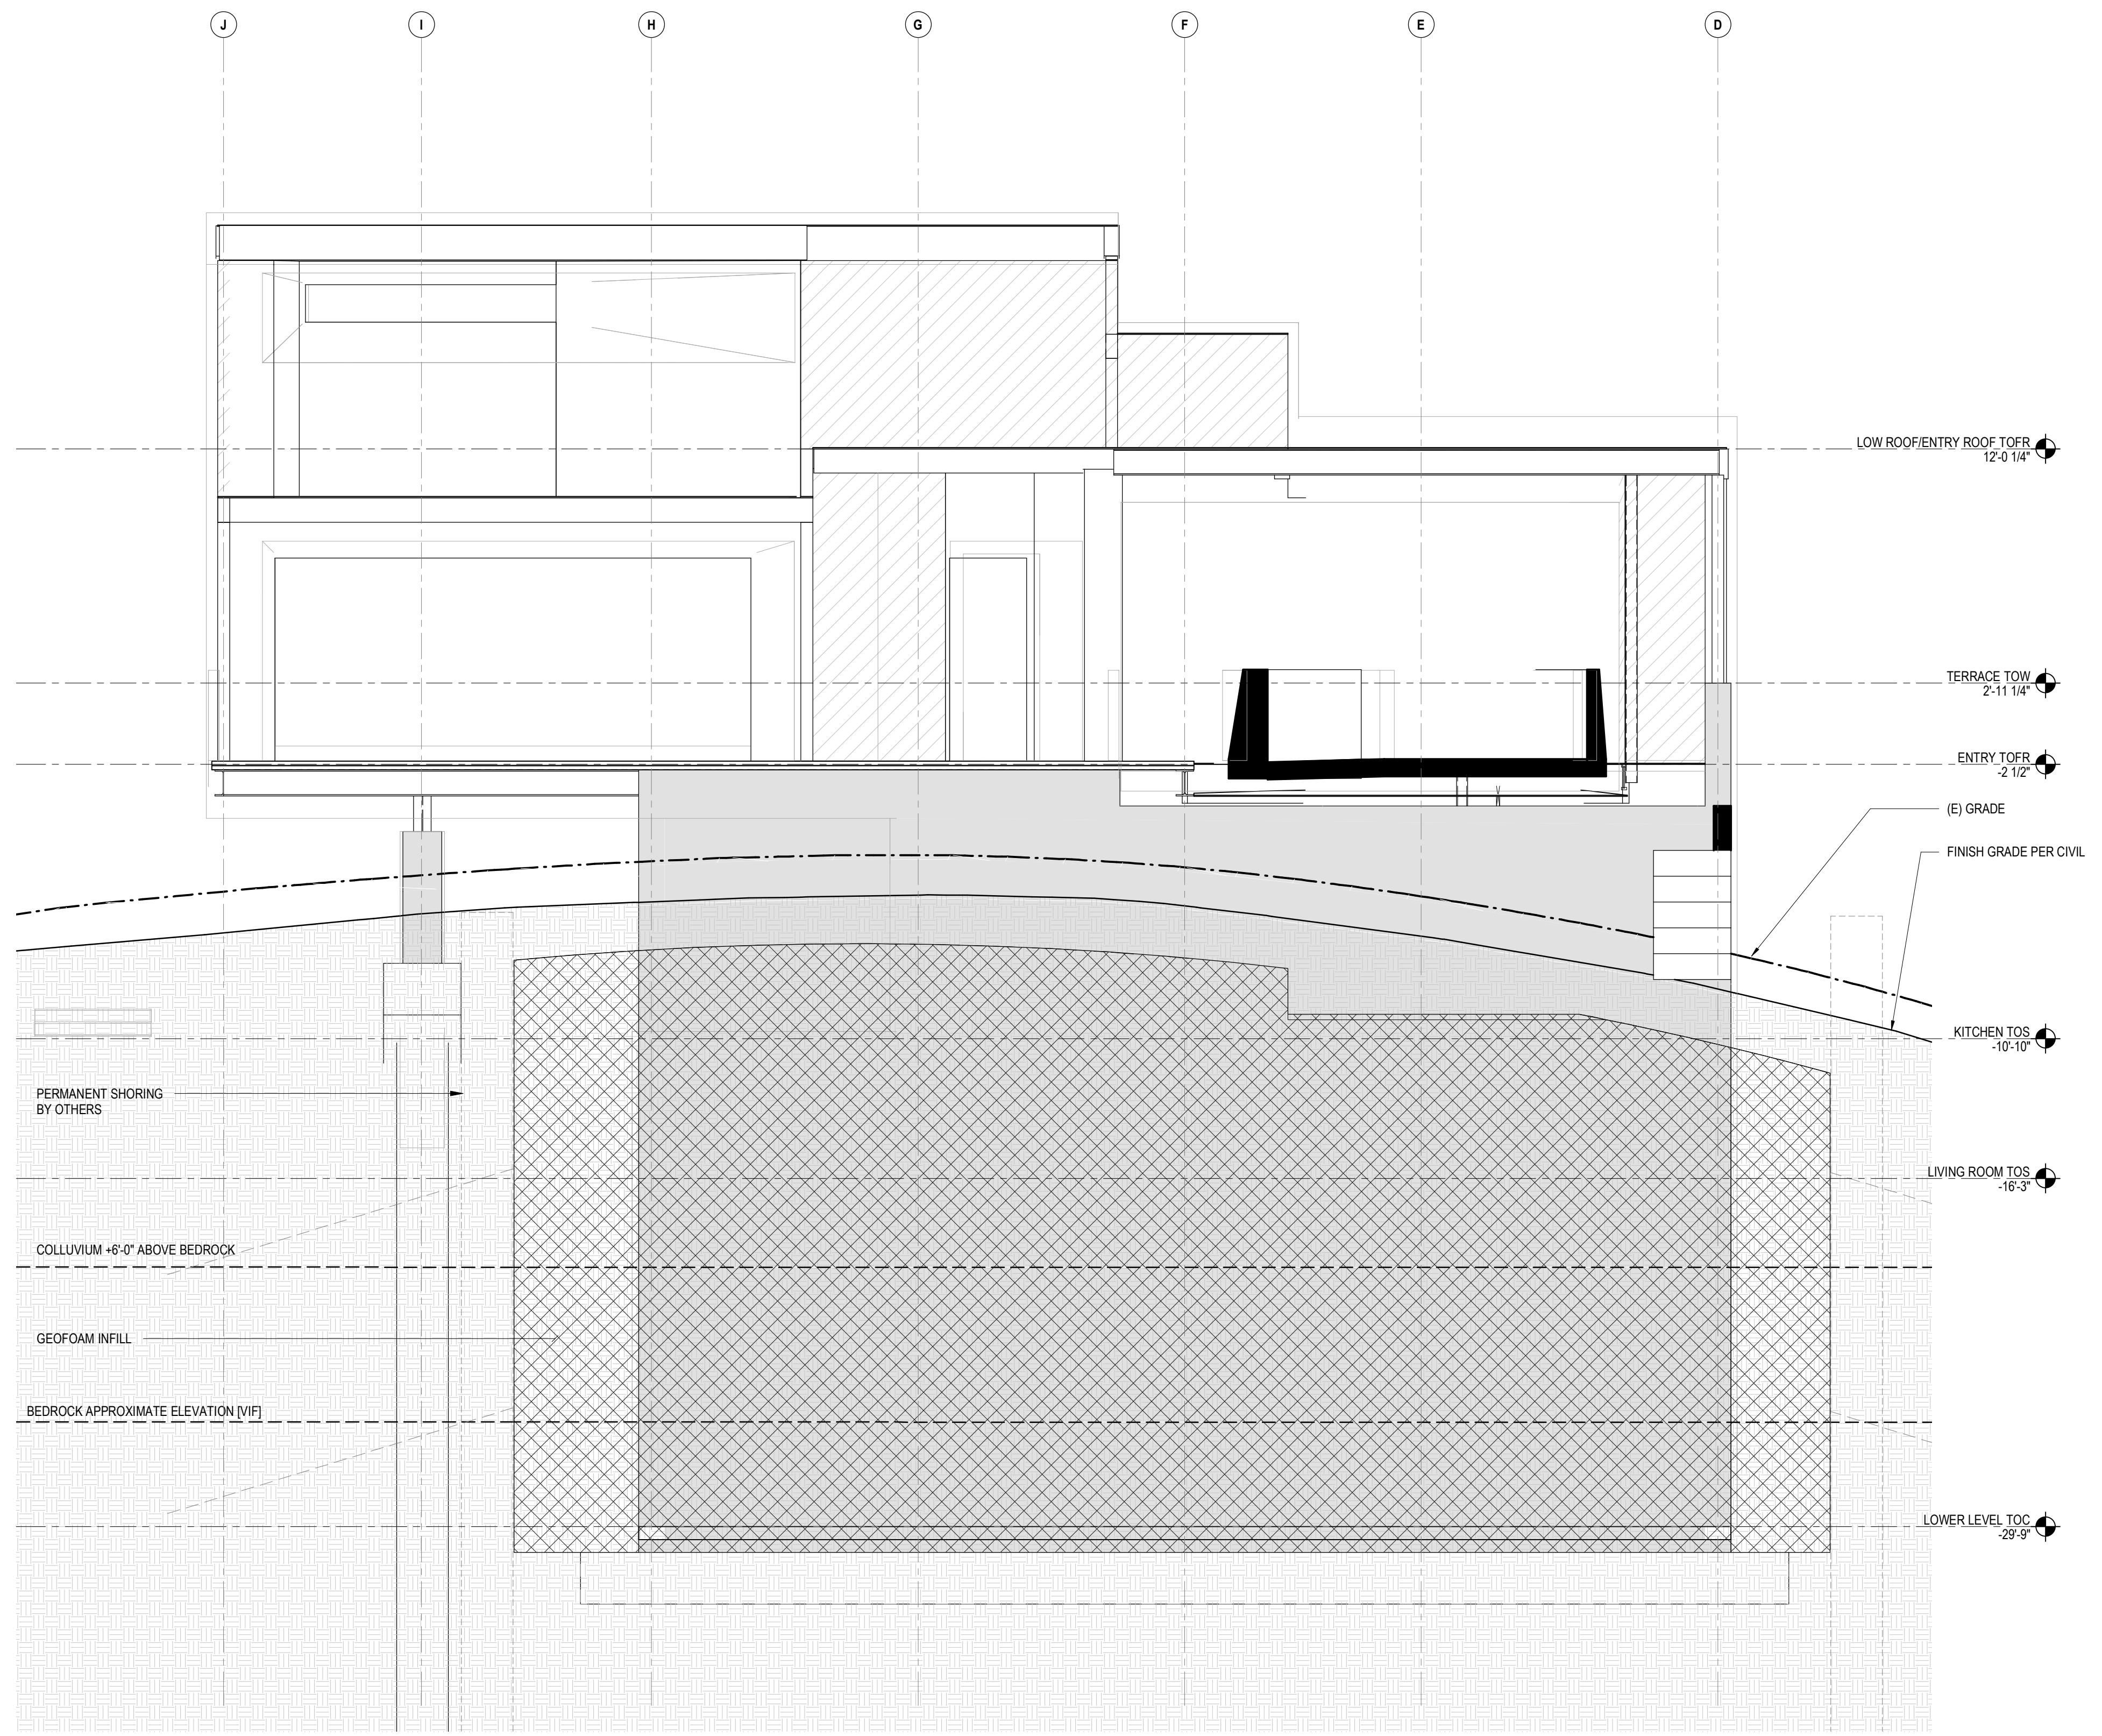 J
I
H
G
F
E
D
LOW ROOF/ENTRY ROOF TOFR
12'-0 1/4"
TERRACE TOW
2'-11 1/4"
ENTRY TOFR
-2 1/2"
(E) GRADE
FINISH GRADE PER CIVIL
KITCHEN TOS
-10'-10"
PERMANENT SHORING
BY OTHERS
LIVING ROOM TOS
-16'-3"
COLLUVIUM +6'-0" ABOVE BEDROCK
GEOFOAM INFILL
BEDROCK APPROXIMATE ELEVATION [VIF]
LOWER LEVEL TOC
-29'-9"